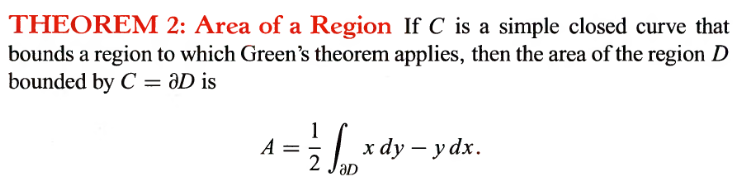 THEOREM 2: Area of a Region If C is a simple closed curve that
bounds a region to which Green's theorem applies, then the area of the region D
bounded by C = ∂D is
A = 1/2 ∫_∂D x dy − y dx.